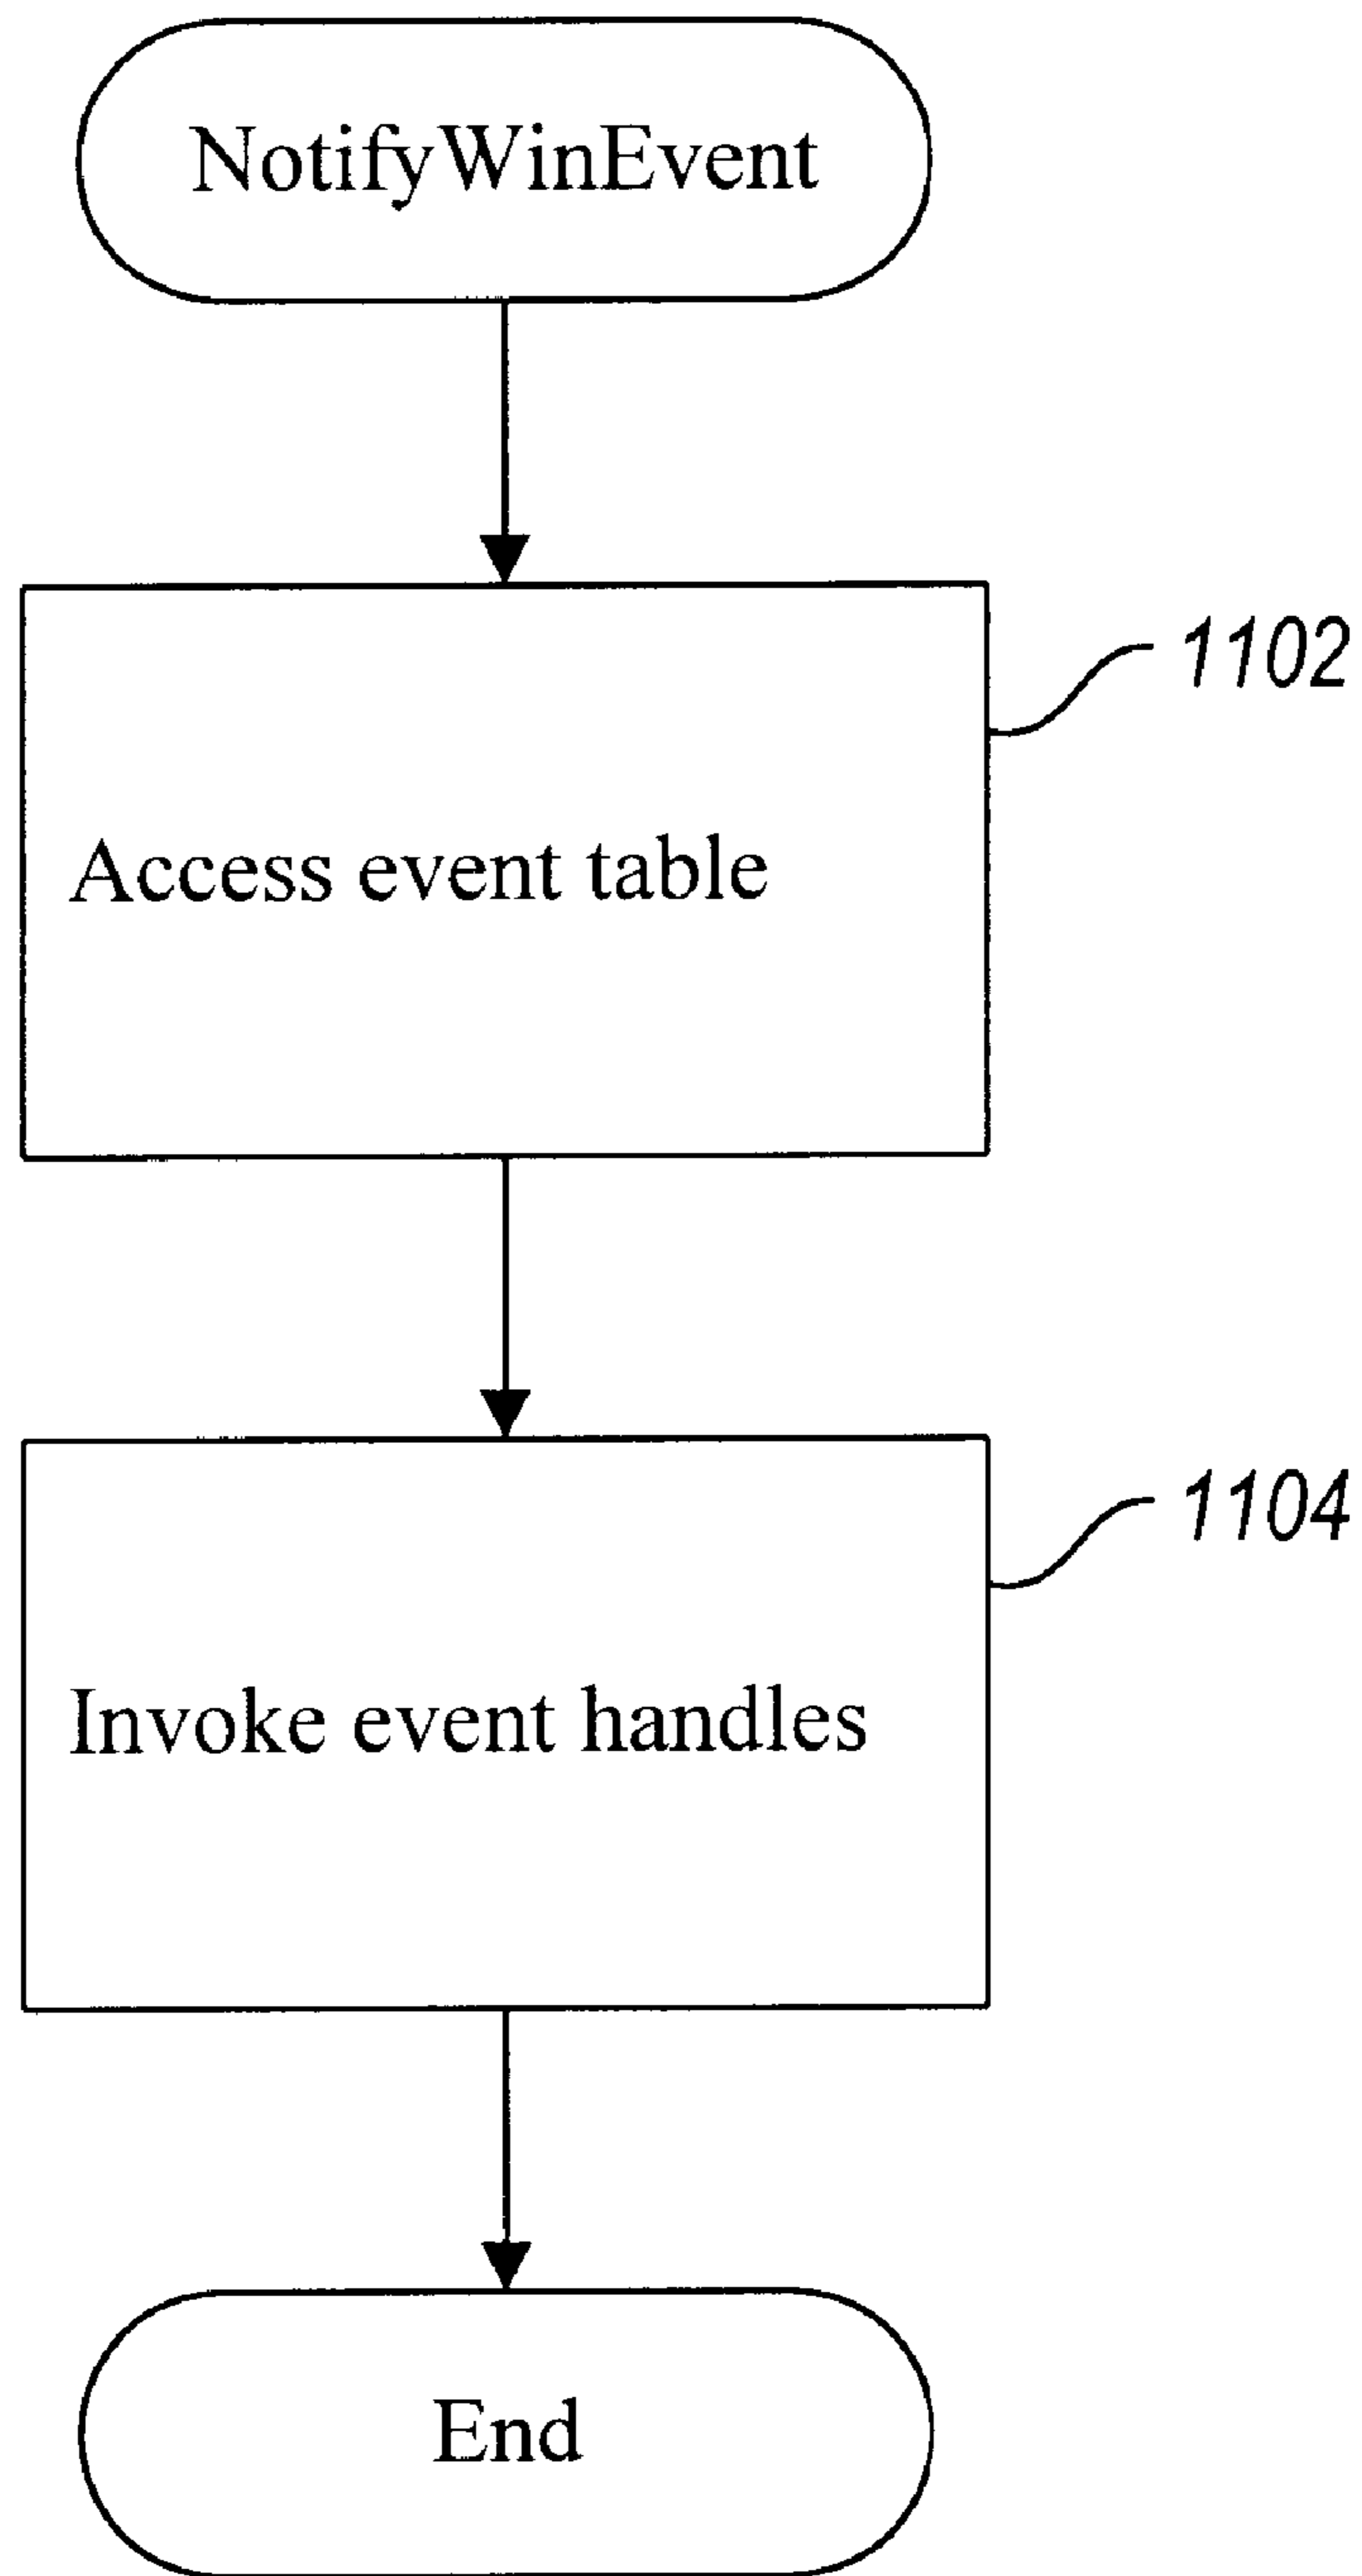 NotifyWinEvent
1102
Access event table
1104
Invoke event handles
End